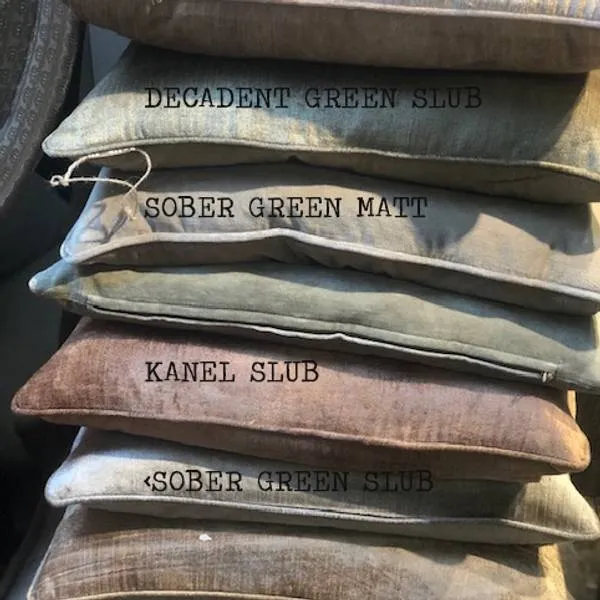 DECADENT GREEN SLUB
SOBER GREEN MATT
KANEL SLUB
<SOBER GREEN SLUB